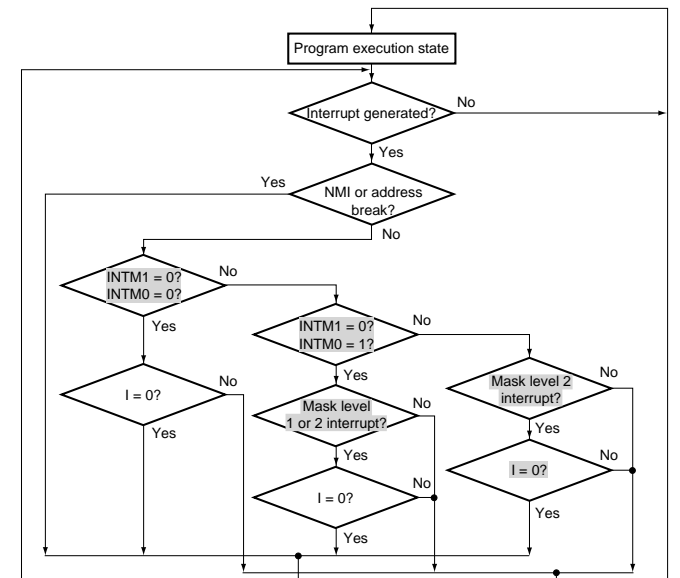 Program execution state
Interrupt generated?
No
Yes
Yes
NMI or address
break?
No
INTM1 = 0?
INTM0 = 0?
No
Yes
INTM1 = 0?
INTM0 = 1?
No
Yes
I = 0?
No
Yes
Mask level
1 or 2 interrupt?
No
Yes
Mask level 2
interrupt?
No
Yes
I = 0?
No
Yes
I = 0?
No
Yes